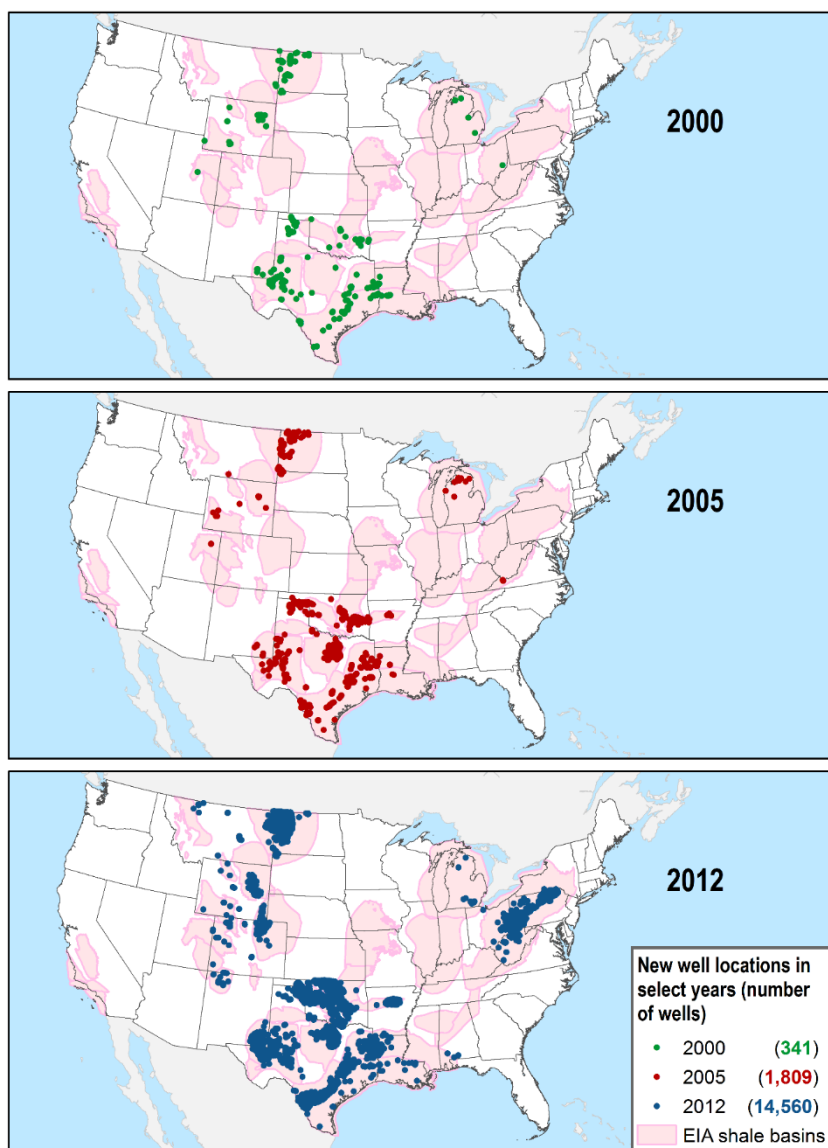 2000
2005
2012
New well locations in
select years (number
of wells)
2000 (341)
2005 (1,809)
2012 (14,560)
EIA shale basins